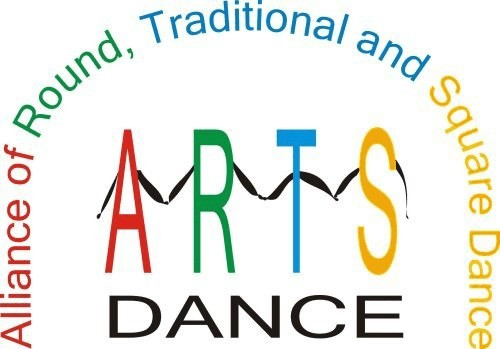 Alliance of Round, Traditional and Square Dance
ARTS
DANCE